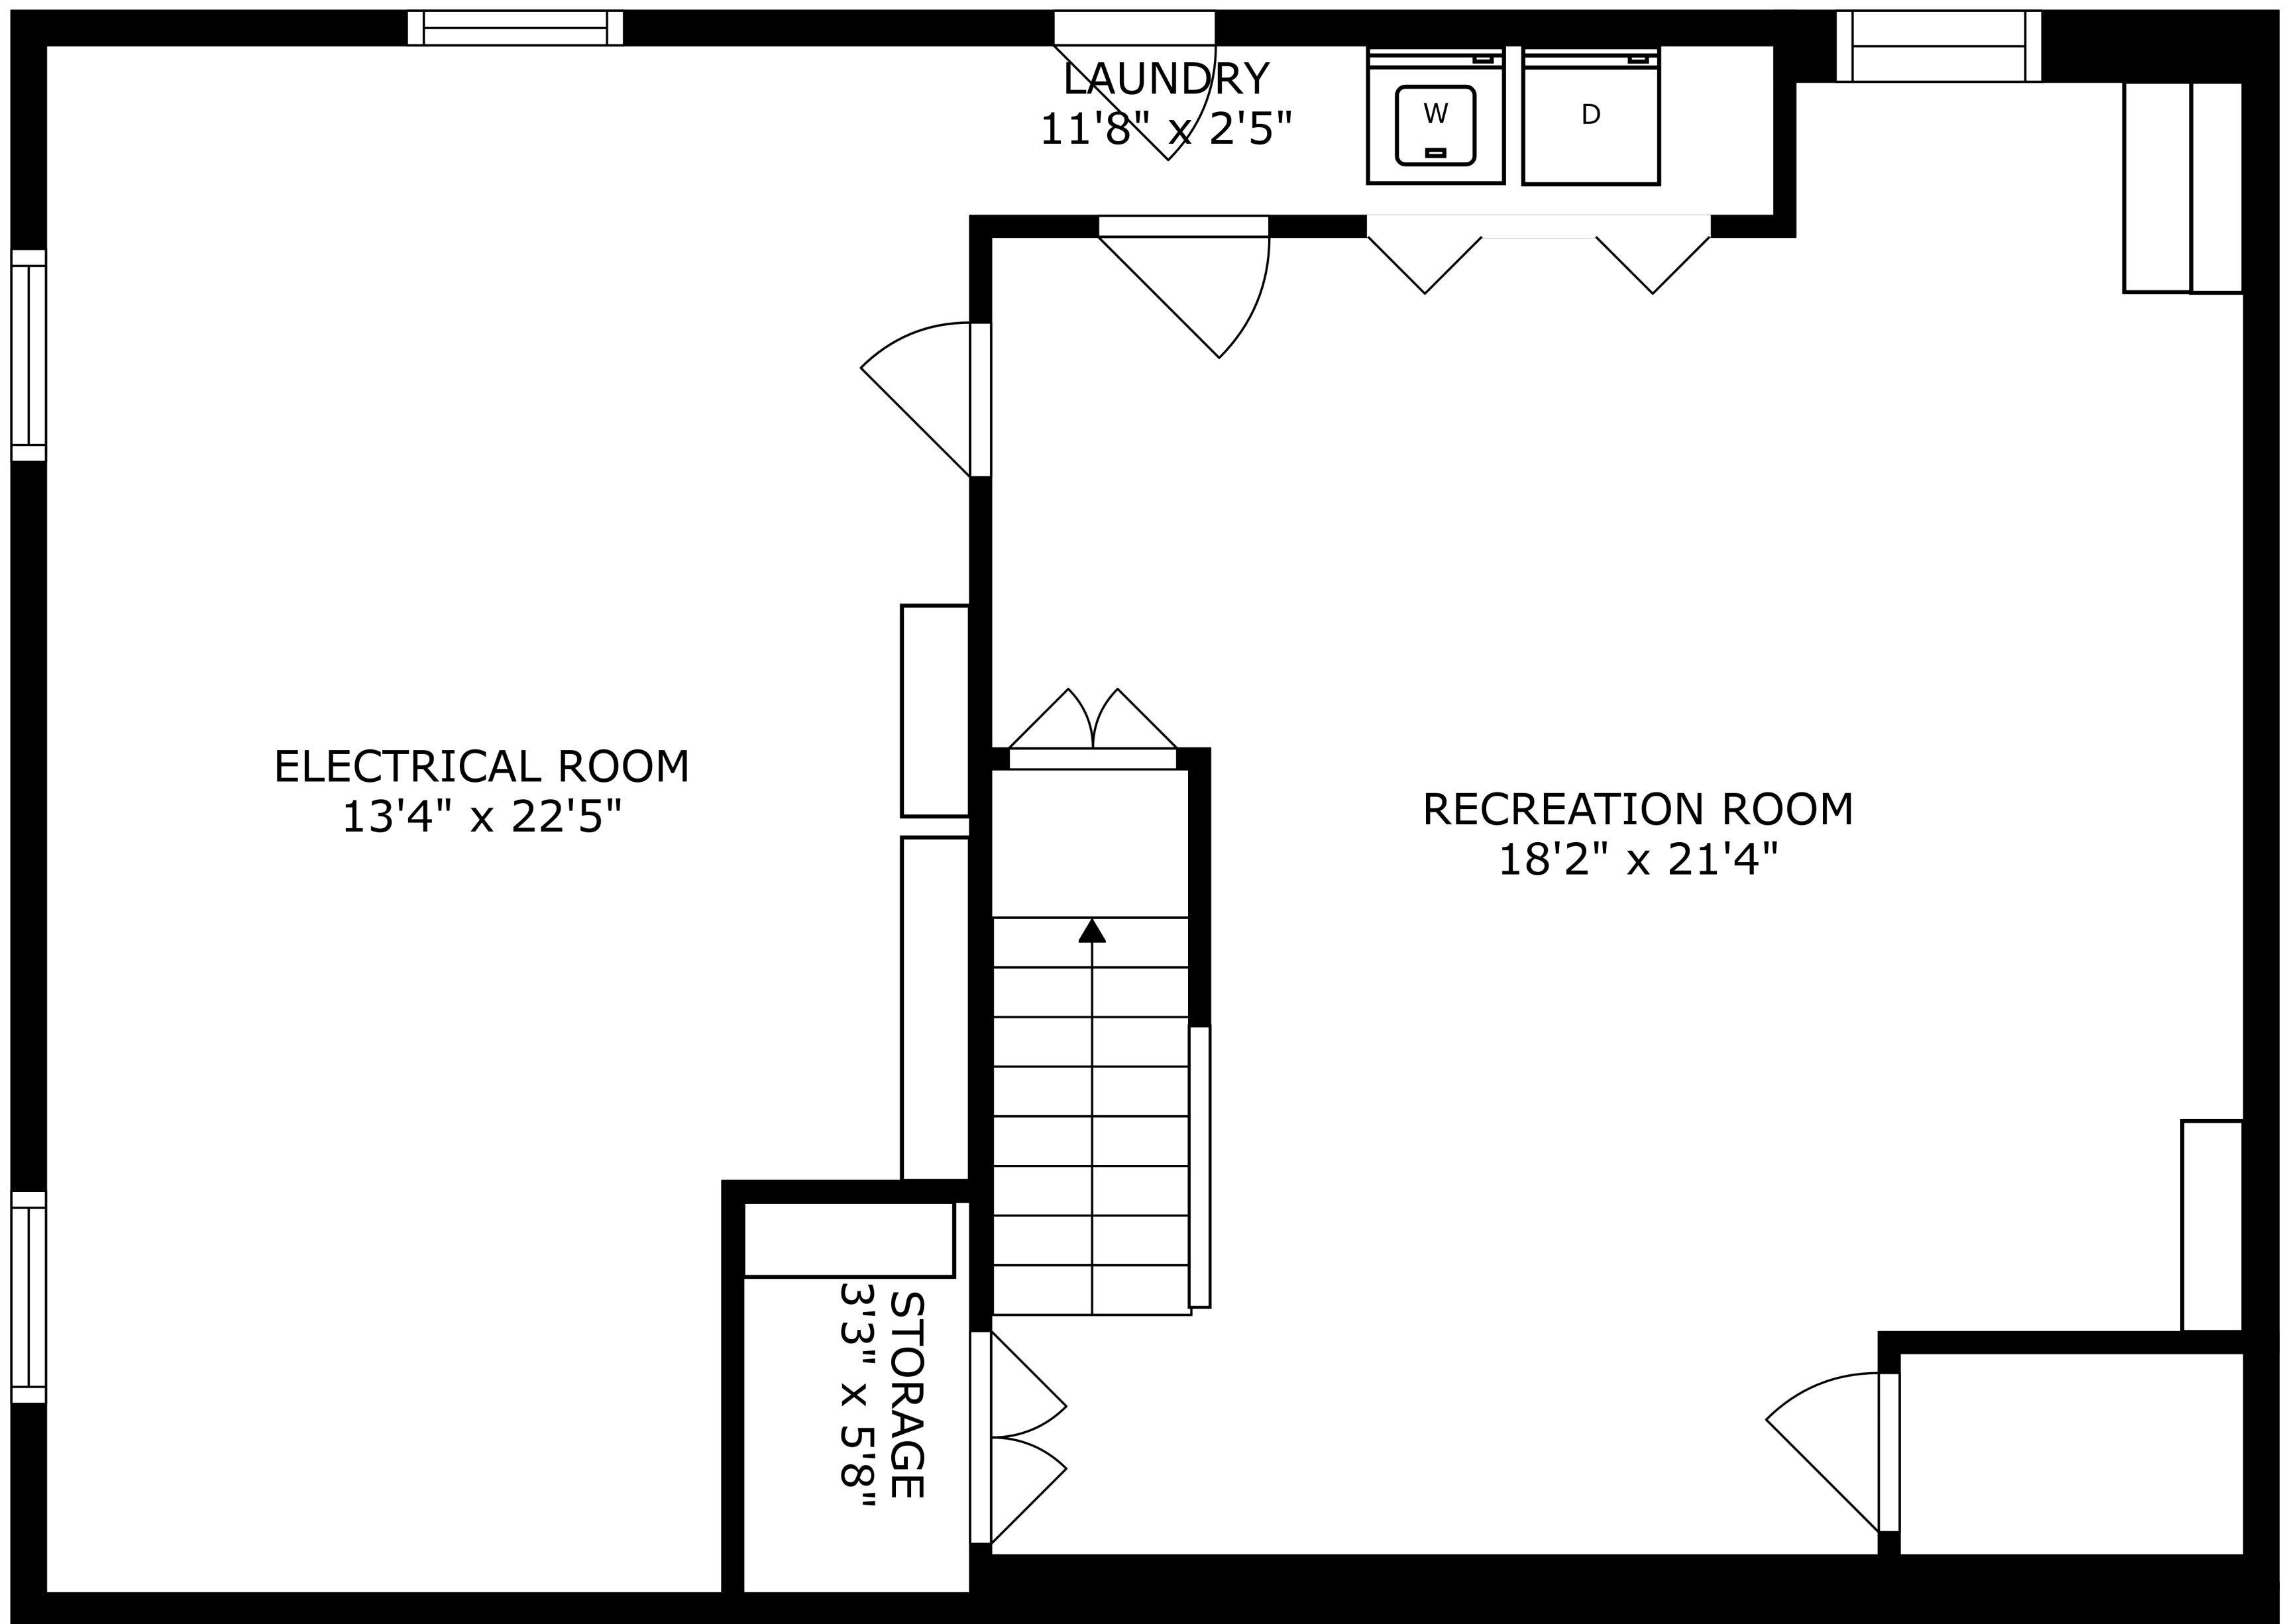 LAUNDRY
11'8" x 2'5"
W
D
ELECTRICAL ROOM
13'4" x 22'5"
RECREATION ROOM
18'2" x 21'4"
STORAGE
3'3" x 5'8"